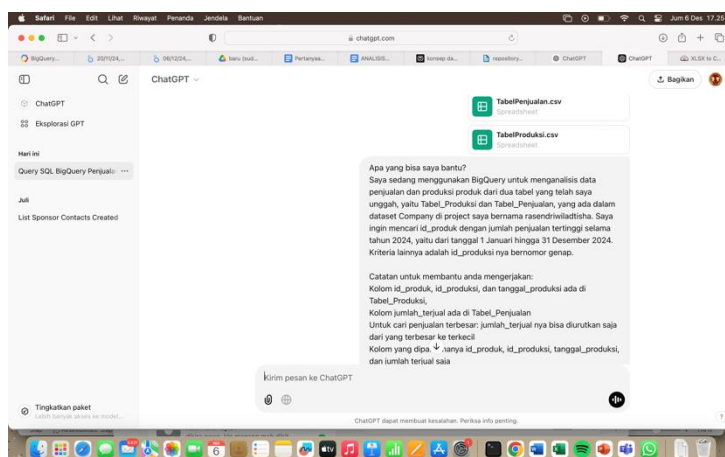 Safari File Edit Lihat Riwayat Penanda Jendela Bantuan
Jum 6 Des 17.25
chatgpt.com
BigQuery...
20/11/24,...
06/12/24,...
baru (sud...
Pertanyaa...
ANALISIS...
konsep da...
repository...
ChatGPT
ChatGPT
XLSX to C...
ChatGPT
Bagikan
ChatGPT
Eksplorasi GPT
Hari ini
Query SQL BigQuery Penjuala
Juli
List Sponsor Contacts Created
TabelPenjualan.csv
Spreadsheet
TabelProduksi.csv
Spreadsheet
Apa yang bisa saya bantu?
Saya sedang menggunakan BigQuery untuk menganalisis data
penjualan dan produksi produk dari dua tabel yang telah saya
unggah, yaitu Tabel_Produksi dan Tabel_Penjualan, yang ada dalam
dataset Company di project saya bernama rasendriwiladtisha. Saya
ingin mencari id_produk dengan jumlah penjualan tertinggi selama
tahun 2024, yaitu dari tanggal 1 Januari hingga 31 Desember 2024.
Kriteria lainnya adalah id_produksi nya bernomor genap.
Catatan untuk membantu anda mengerjakan:
Kolom id_produk, id_produksi, dan tanggal_produksi ada di
Tabel_Produksi,
Kolom jumlah_terjual ada di Tabel_Penjualan
Untuk cari penjualan terbesar: jumlah_terjual nya bisa diurutkan saja
dari yang terbesar ke terkecil
Kolom yang dipa hanya id_produk, id_produksi, tanggal_produksi,
dan jumlah terjual saja
Kirim pesan ke ChatGPT
Tingkatkan paket
Lebih banyak akses ke model...
ChatGPT dapat membuat kesalahan. Periksa info penting.